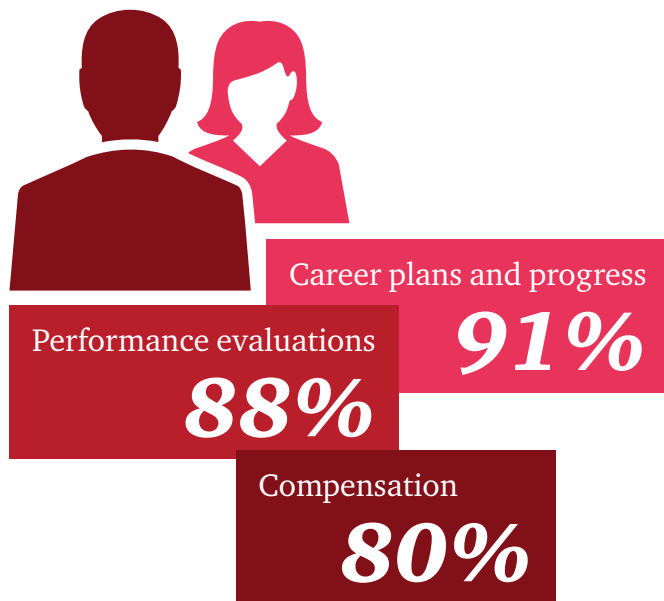 Career plans and progress
91%
Performance evaluations
88%
Compensation
80%